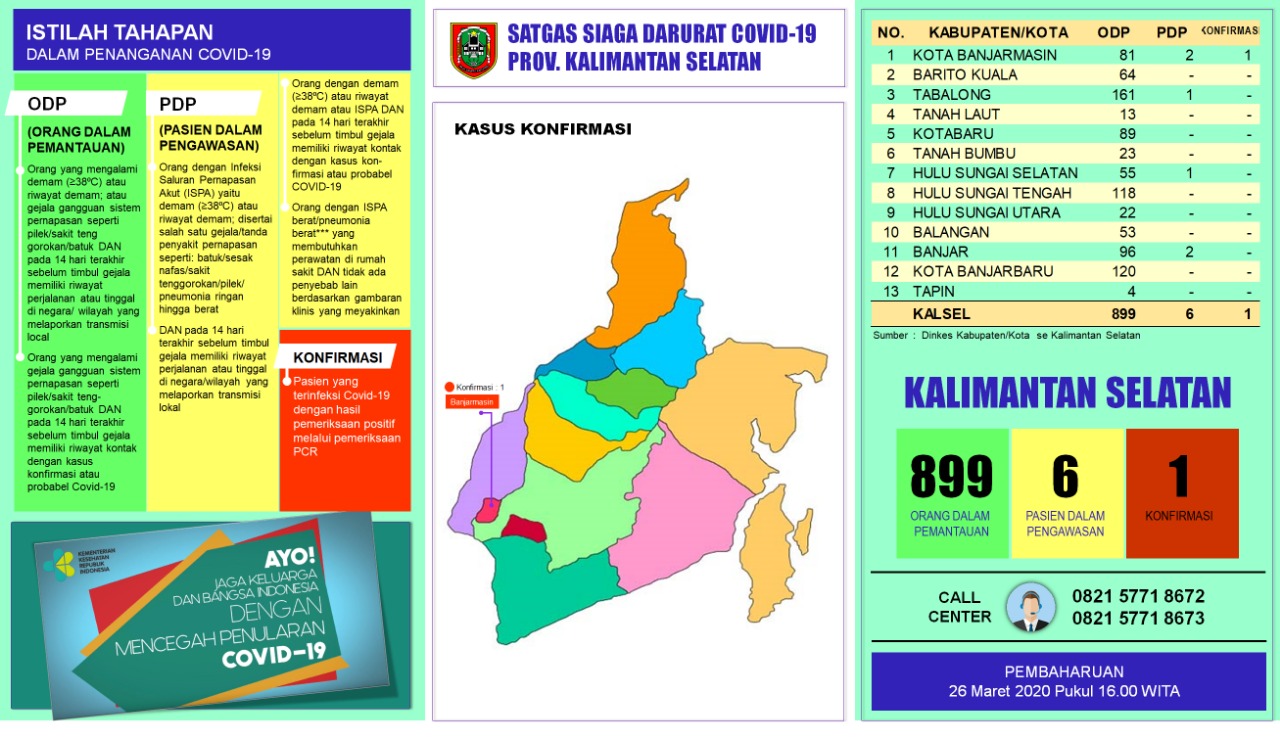 ISTILAH TAHAPAN
DALAM PENANGANAN COVID-19
ODP
(ORANG DALAM
PEMANTAUAN)
Orang yang mengalami
demam (≥38ºC) atau
riwayat demam; atau
gejala gangguan sistem
pernapasan seperti
pilek/sakit teng
gorokan/batuk DAN
pada 14 hari terakhir
sebelum timbul gejala
memiliki riwayat
perjalanan atau tinggal
di negara/ wilayah yang
melaporkan transmisi
local
Orang yang mengalami
gejala gangguan sistem
pernapasan seperti
pilek/sakit teng-
gorokan/batuk DAN
pada 14 hari terakhir
sebelum timbul gejala
memiliki riwayat kontak
dengan kasus
konfirmasi atau
probabel Covid-19
PDP
(PASIEN DALAM
PENGAWASAN)
Orang dengan Infeksi
Saluran Pernapasan
Akut (ISPA) yaitu
demam (≥38ºC) atau
riwayat demam; disertai
salah satu gejala/tanda
penyakit pernapasan
seperti: batuk/sesak
nafas/sakit
tenggorokan/pilek/
pneumonia ringan
hingga berat
DAN pada 14 hari
terakhir sebelum timbul
gejala memiliki riwayat
perjalanan atau tinggal
di negara/wilayah yang
melaporkan transmisi
lokal
Orang dengan demam
(≥38ºC) atau riwayat
demam atau ISPA DAN
pada 14 hari terakhir
sebelum timbul gejala
memiliki riwayat kontak
dengan kasus kon-
firmasi atau probabel
COVID-19
Orang dengan ISPA
berat/pneumonia
berat*** yang
membutuhkan
perawatan di rumah
sakit DAN tidak ada
penyebab lain
berdasarkan gambaran
klinis yang meyakinkan
KONFIRMASI
Pasien yang
terinfeksi Covid-19
dengan hasil
pemeriksaan positif
melalui pemeriksaan
PCR
KEMENTERIAN
KESEHATAN
REPUBLIK
INDONESIA
AYO!
JAGA KELUARGA
DAN BANGSA INDONESIA
DENGAN
MENCEGAH PENULARAN
COVID-19
SATGAS SIAGA DARURAT COVID-19
PROV. KALIMANTAN SELATAN
KASUS KONFIRMASI
Konfirmasi : 1
Banjarmasin
NO. KABUPATEN/KOTA ODP PDP KONFIRMASI
1 KOTA BANJARMASIN 81 2 1
2 BARITO KUALA 64 - -
3 TABALONG 161 1 -
4 TANAH LAUT 13 - -
5 KOTABARU 89 - -
6 TANAH BUMBU 23 - -
7 HULU SUNGAI SELATAN 55 1 -
8 HULU SUNGAI TENGAH 118 - -
9 HULU SUNGAI UTARA 22 - -
10 BALANGAN 53 - -
11 BANJAR 96 2 -
12 KOTA BANJARBARU 120 - -
13 TAPIN 4 - -
KALSEL 899 6 1
Sumber : Dinkes Kabupaten/Kota se Kalimantan Selatan
KALIMANTAN SELATAN
899
ORANG DALAM
PEMANTAUAN
6
PASIEN DALAM
PENGAWASAN
1
KONFIRMASI
CALL
CENTER
0821 5771 8672
0821 5771 8673
PEMBAHARUAN
26 Maret 2020 Pukul 16.00 WITA